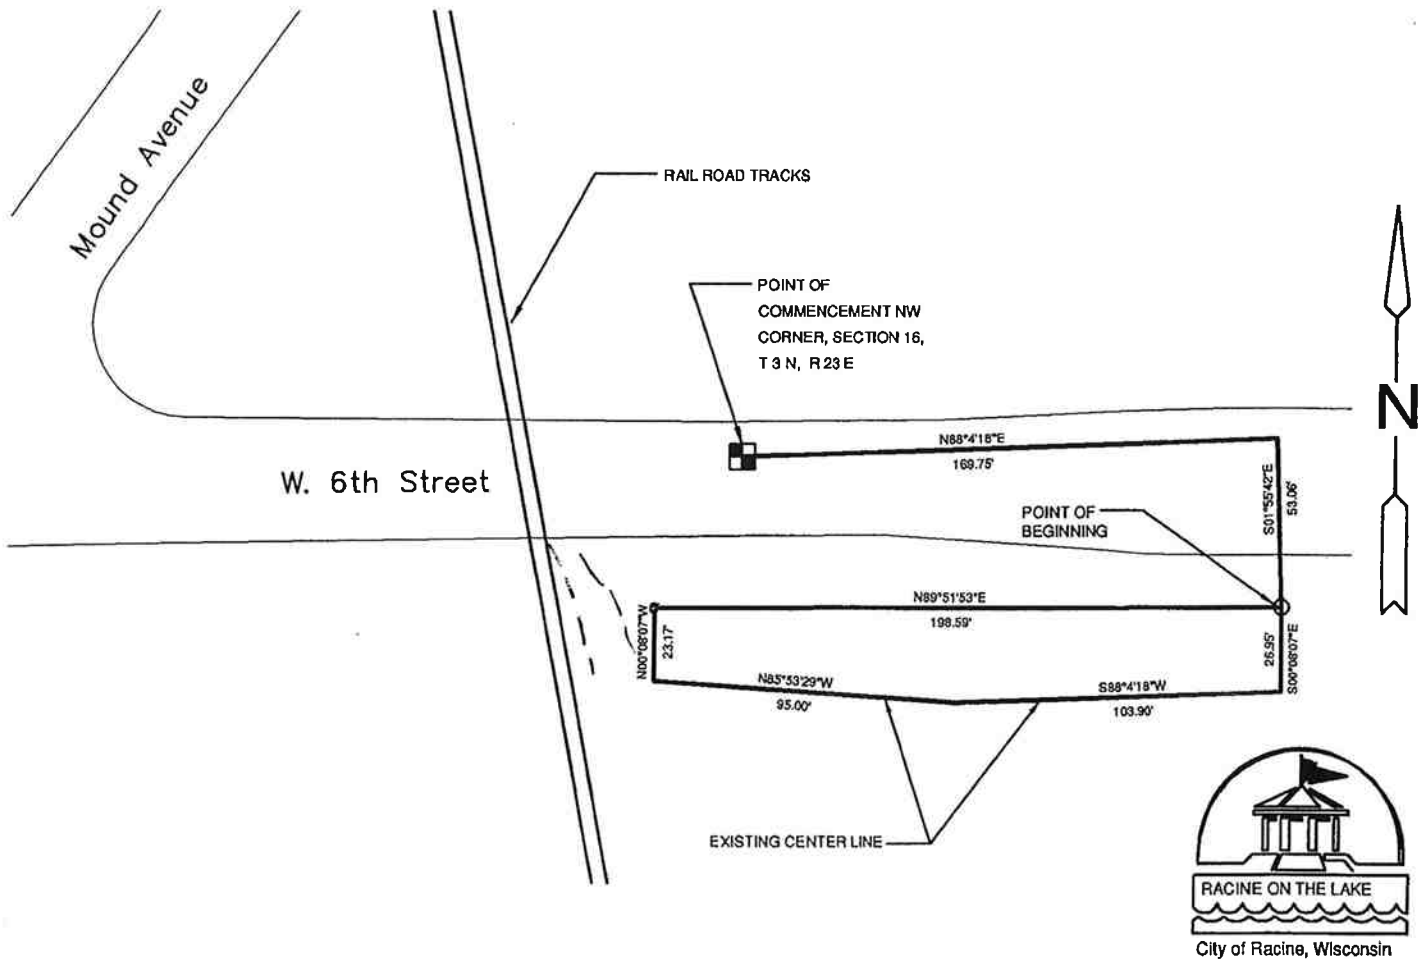 Mound Avenue
RAIL ROAD TRACKS
POINT OF
COMMENCEMENT NW
CORNER, SECTION 16,
T 3 N, R 23 E
N
N88°4'18"E
169.75'
W. 6th Street
S01°55'42"E
53.06'
POINT OF
BEGINNING
N89°51'53"E
198.59'
N00°08'07"W
23.17'
26.95'
S00°08'07"E
N85°53'29"W
95.00'
S88°4'18"W
103.90'
EXISTING CENTER LINE
RACINE ON THE LAKE
City of Racine, Wisconsin